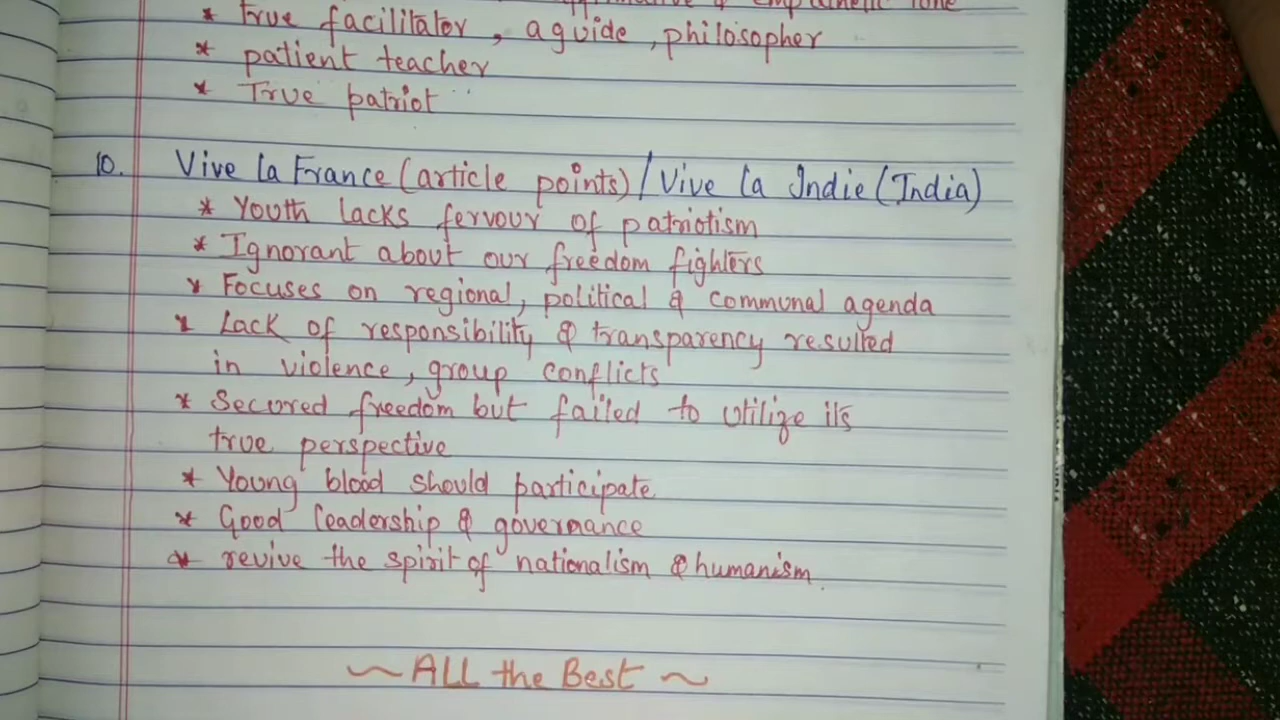 & empathetic Tone
* True facilitator, a guide, philosopher
* patient teacher
* True patriot
10. Vive la France (article points) / Vive la Indie (India)
* Youth lacks fervour of patriotism
* Ignorant about our freedom fighters
* Focuses on regional, political & communal agenda
* Lack of responsibility & transparency resulted
in violence, group conflicts
* Secured freedom but failed to utilize its
true perspective
* Young blood should participate
* Good leadership & governance
* revive the spirit of nationalism & humanism.
~ ALL the Best ~